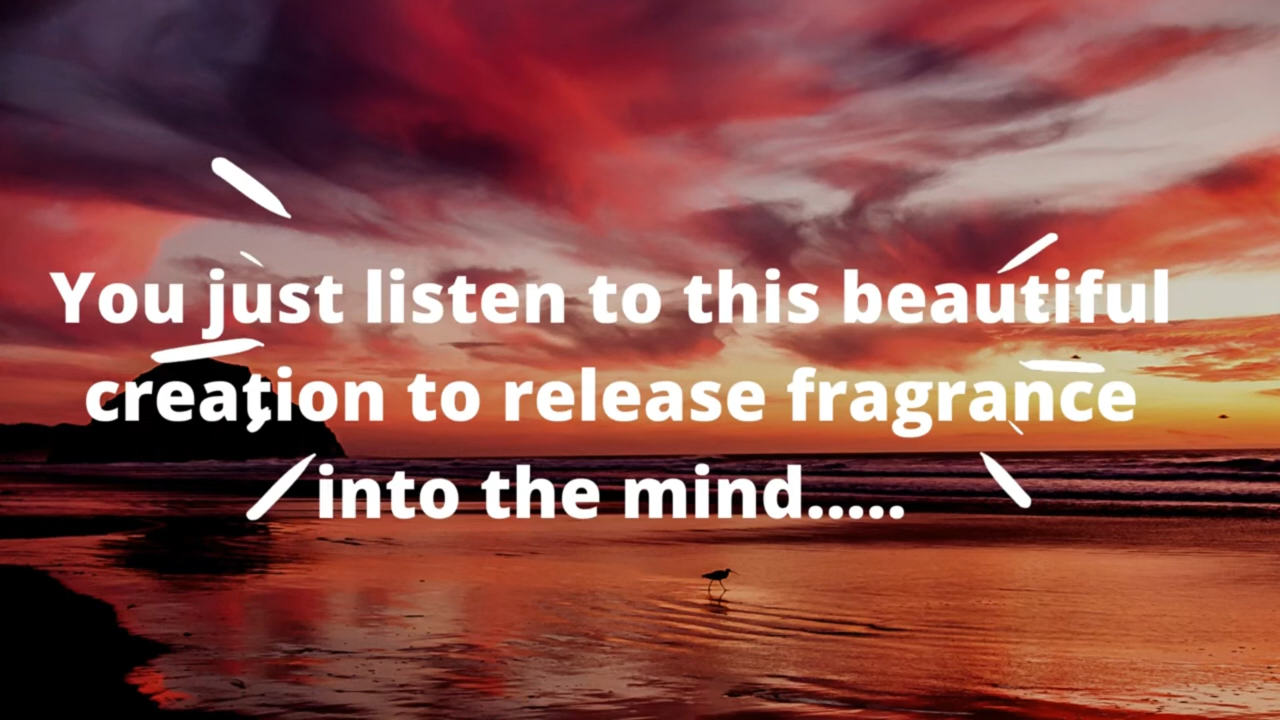 You just listen to this beautiful
creation to release fragrance
into the mind.....